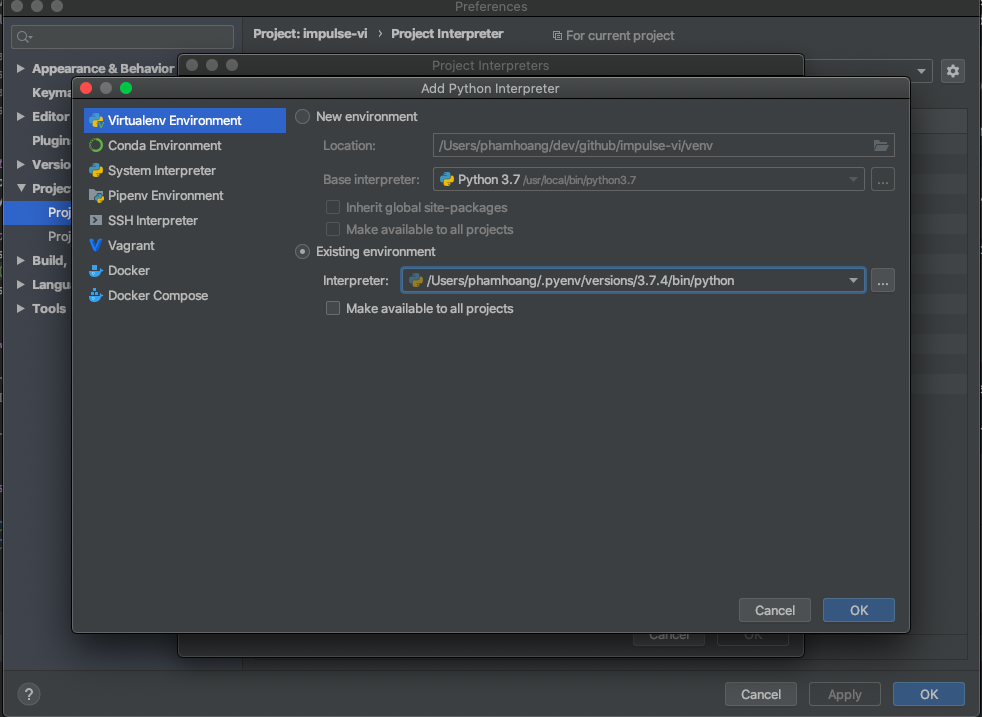 Preferences
Project: impulse-vi › Project Interpreter
For current project
Appearance & Behavior
Keyma
Editor
Plugin
Versio
Projec
Proj
Proj
Build,
Langu
Tools
Project Interpreters
Add Python Interpreter
Virtualenv Environment
Conda Environment
System Interpreter
Pipenv Environment
SSH Interpreter
Vagrant
Docker
Docker Compose
New environment
Location: /Users/phamhoang/dev/github/impulse-vi/venv
Base interpreter: Python 3.7 /usr/local/bin/python3.7 ...
Inherit global site-packages
Make available to all projects
Existing environment
Interpreter: /Users/phamhoang/.pyenv/versions/3.7.4/bin/python ...
Make available to all projects
Cancel OK
Cancel OK
? Cancel Apply OK